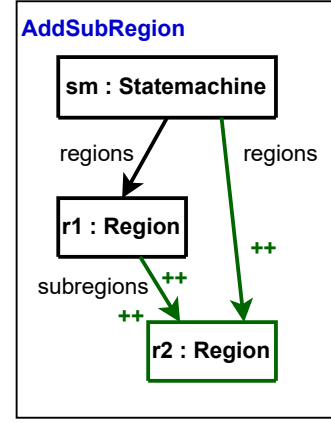 AddSubRegion
sm : Statemachine
regions
regions
r1 : Region
++
++
subregions
++
r2 : Region